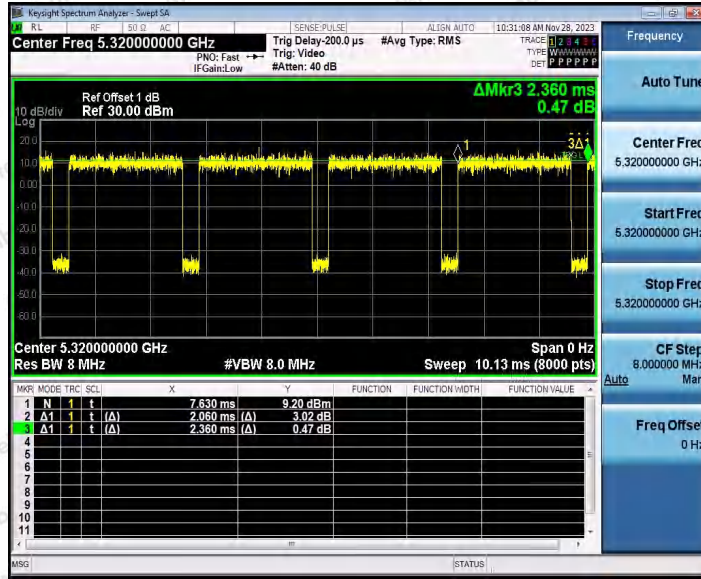 Keysight Spectrum Analyzer - Swept SA
RL RF 50 Ω AC SENSE:PULSE ALIGN AUTO 10:31:08 AM Nov 28, 2023
Center Freq 5.320000000 GHz
PNO: Fast
IFGain:Low
Trig Delay-200.0 µs
Trig: Video
#Atten: 40 dB
#Avg Type: RMS
TRACE 1 2 3 4 5 6
TYPE WWWWWW
DET P P P P P P
Frequency
Auto Tune
Center Freq
5.320000000 GHz
Start Freq
5.320000000 GHz
Stop Freq
5.320000000 GHz
CF Step
8.000000 MHz
Auto Man
Freq Offset
0 Hz
ΔMkr3 2.360 ms
0.47 dB
Ref Offset 1 dB
10 dB/div Ref 30.00 dBm
Log
20.0
10.0
0.00
-10.0
-20.0
-30.0
-40.0
-50.0
-60.0
1
3Δ1
Center 5.320000000 GHz Span 0 Hz
Res BW 8 MHz #VBW 8.0 MHz Sweep 10.13 ms (8000 pts)
MKR MODE TRC SCL X Y FUNCTION FUNCTION WIDTH FUNCTION VALUE
1 N 1 t 7.630 ms 9.20 dBm
2 Δ1 1 t (Δ) 2.060 ms (Δ) 3.02 dB
3 Δ1 1 t (Δ) 2.360 ms (Δ) 0.47 dB
4
5
6
7
8
9
10
11
MSG STATUS